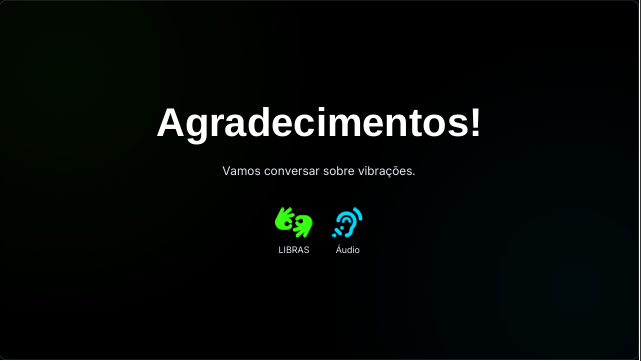 Agradecimentos!
Vamos conversar sobre vibrações.
LIBRAS
Áudio